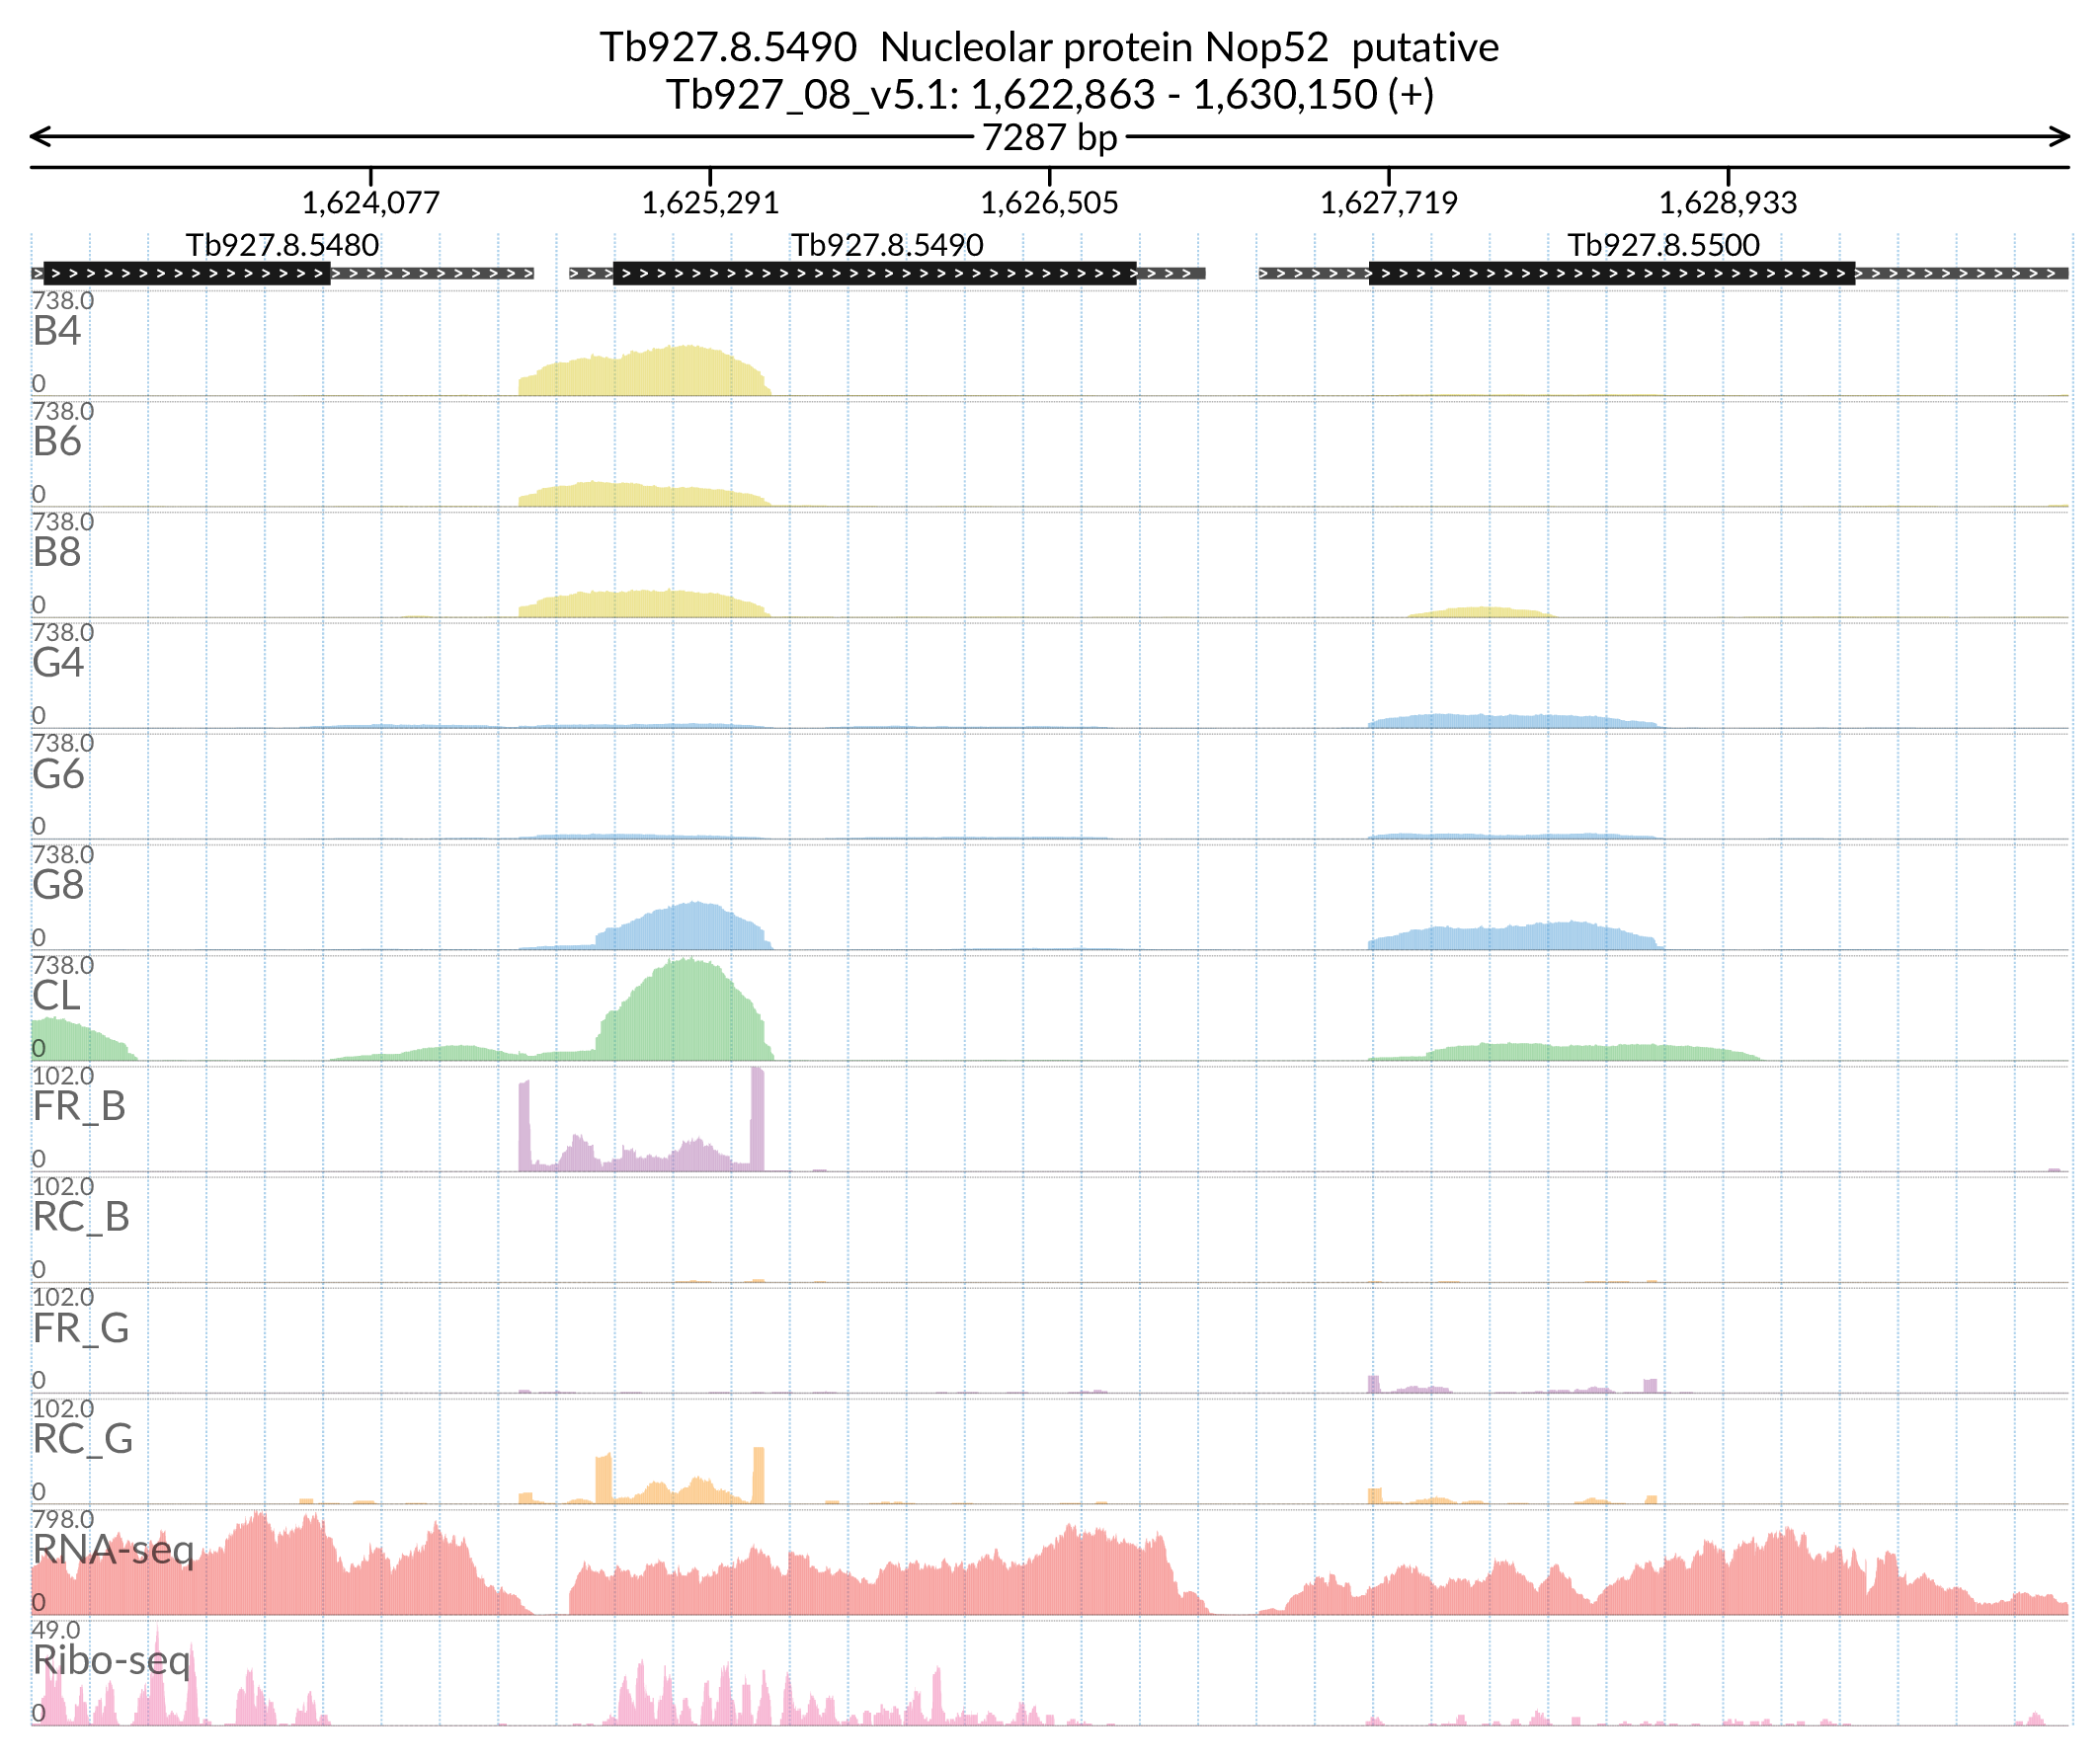 Tb927.8.5490  Nucleolar protein Nop52  putative
Tb927_08_v5.1: 1,622,863 - 1,630,150 (+)
7287 bp
1,624,077 1,625,291 1,626,505 1,627,719 1,628,933
Tb927.8.5480 Tb927.8.5490 Tb927.8.5500
738.0
B4
0
738.0
B6
0
738.0
B8
0
738.0
G4
0
738.0
G6
0
738.0
G8
0
738.0
CL
0
102.0
FR_B
0
102.0
RC_B
0
102.0
FR_G
0
102.0
RC_G
0
798.0
RNA-seq
0
49.0
Ribo-seq
0